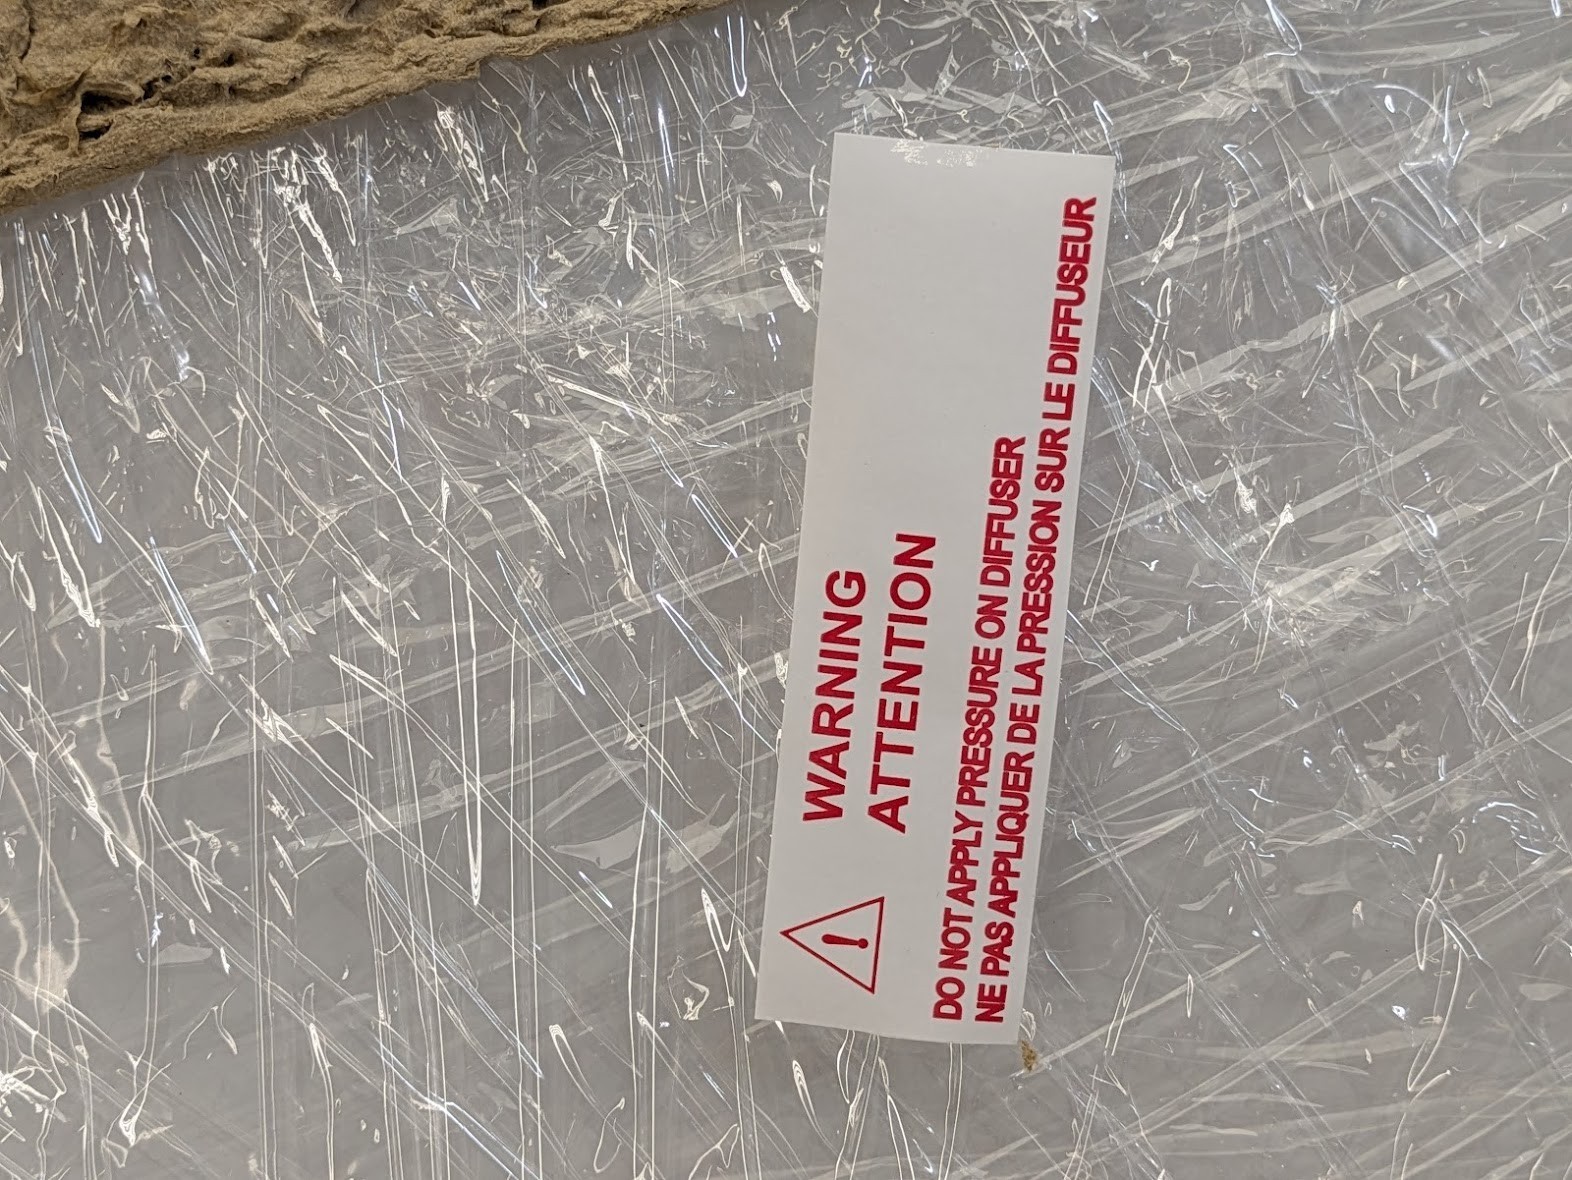 WARNING
ATTENTION
DO NOT APPLY PRESSURE ON DIFFUSER
NE PAS APPLIQUER DE LA PRESSION SUR LE DIFFUSEUR